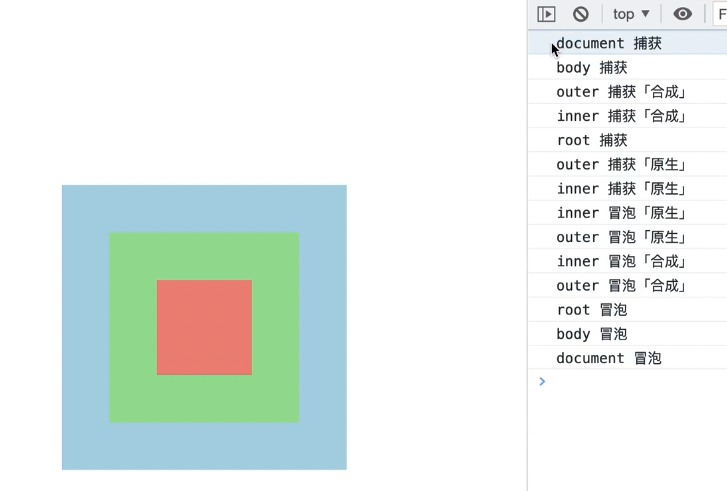 top ▼
F
document 捕获
body 捕获
outer 捕获「合成」
inner 捕获「合成」
root 捕获
outer 捕获「原生」
inner 捕获「原生」
inner 冒泡「原生」
outer 冒泡「原生」
inner 冒泡「合成」
outer 冒泡「合成」
root 冒泡
body 冒泡
document 冒泡